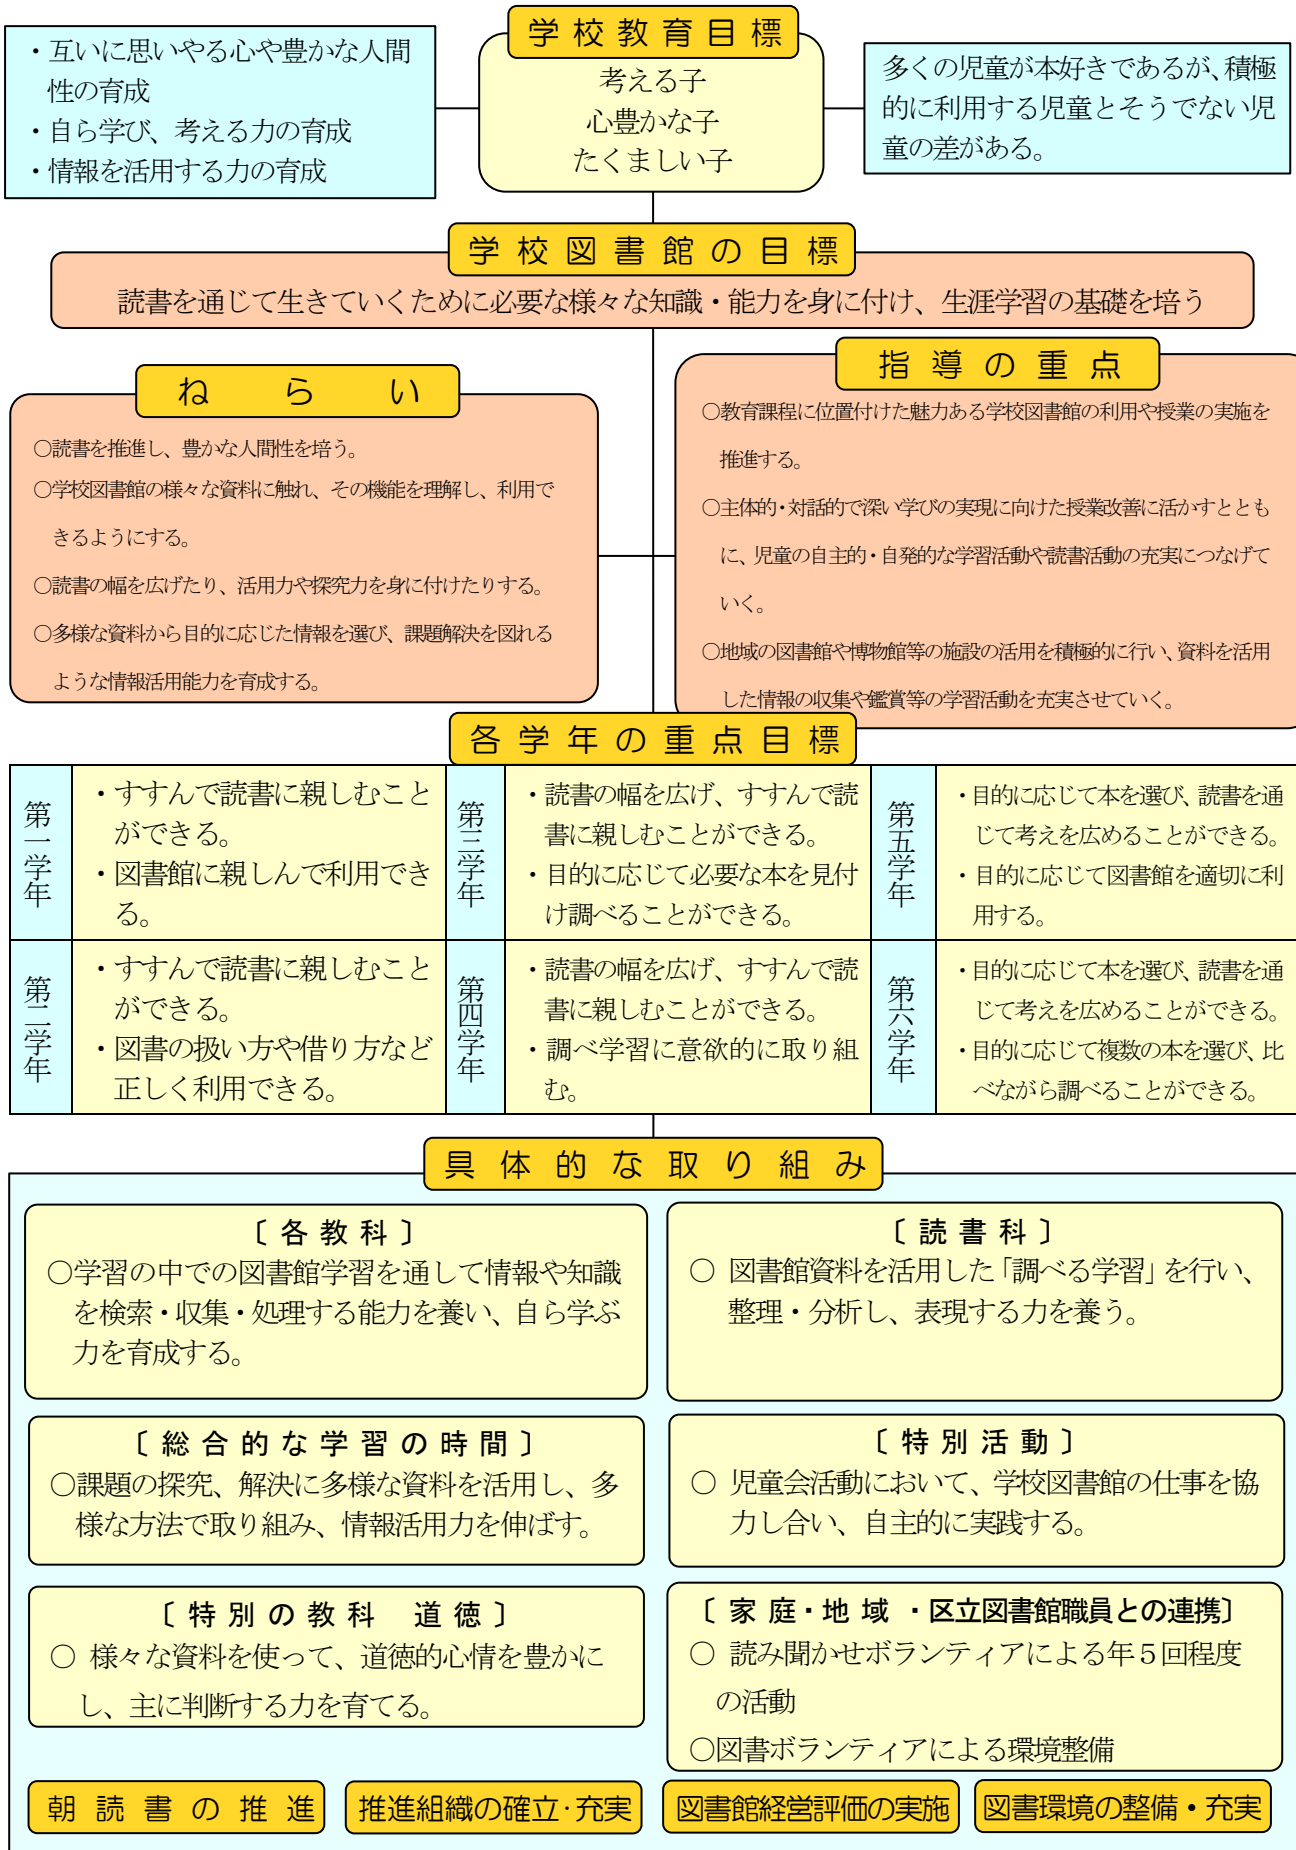 学校教育目標
考える子
心豊かな子
たくましい子
・互いに思いやる心や豊かな人間
性の育成
・自ら学び、考える力の育成
・情報を活用する力の育成
多くの児童が本好きであるが、積極
的に利用する児童とそうでない児
童の差がある。
学校図書館の目標
読書を通じて生きていくために必要な様々な知識・能力を身に付け、生涯学習の基礎を培う
ねらい
〇読書を推進し、豊かな人間性を培う。
〇学校図書館の様々な資料に触れ、その機能を理解し、利用で
きるようにする。
〇読書の幅を広げたり、活用力や探究力を身に付けたりする。
〇多様な資料から目的に応じた情報を選び、課題解決を図れる
ような情報活用能力を育成する。
指導の重点
〇教育課程に位置付けた魅力ある学校図書館の利用や授業の実施を
推進する。
〇主体的・対話的で深い学びの実現に向けた授業改善に活かすととも
に、児童の自主的・自発的な学習活動や読書活動の充実につなげて
いく。
〇地域の図書館や博物館等の施設の活用を積極的に行い、資料を活用
した情報の収集や鑑賞等の学習活動を充実させていく。
各学年の重点目標
第一学年
・すすんで読書に親しむこと
ができる。
・図書館に親しんで利用でき
る。
第三学年
・読書の幅を広げ、すすんで読
書に親しむことができる。
・目的に応じて必要な本を見付
け調べることができる。
第五学年
・目的に応じて本を選び、読書を通
じて考えを広めることができる。
・目的に応じて図書館を適切に利
用する。
第二学年
・すすんで読書に親しむこと
ができる。
・図書の扱い方や借り方など
正しく利用できる。
第四学年
・読書の幅を広げ、すすんで読
書に親しむことができる。
・調べ学習に意欲的に取り組
む。
第六学年
・目的に応じて本を選び、読書を通
じて考えを広めることができる。
・目的に応じて複数の本を選び、比
べながら調べることができる。
具体的な取り組み
〔各教科〕
〇学習の中での図書館学習を通して情報や知識
を検索・収集・処理する能力を養い、自ら学ぶ
力を育成する。
〔読書科〕
〇 図書館資料を活用した「調べる学習」を行い、
整理・分析し、表現する力を養う。
〔総合的な学習の時間〕
〇課題の探究、解決に多様な資料を活用し、多
様な方法で取り組み、情報活用力を伸ばす。
〔特別活動〕
〇 児童会活動において、学校図書館の仕事を協
力し合い、自主的に実践する。
〔特別の教科 道徳〕
〇 様々な資料を使って、道徳的心情を豊かに
し、主に判断する力を育てる。
〔家庭・地域・区立図書館職員との連携〕
〇 読み聞かせボランティアによる年５回程度
の活動
〇図書ボランティアによる環境整備
朝読書の推進
推進組織の確立・充実
図書館経営評価の実施
図書環境の整備・充実